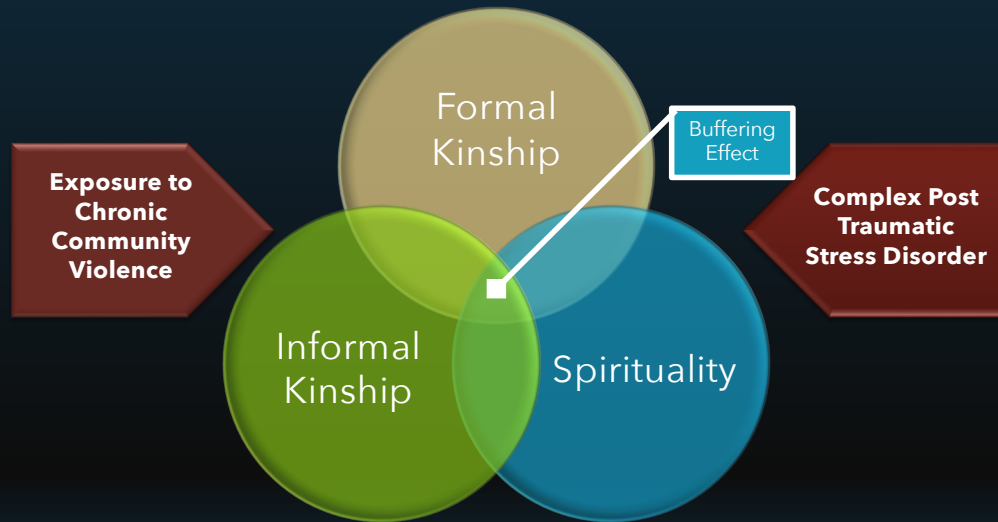 Formal
Kinship
Buffering
Effect
Exposure to
Chronic
Community
Violence
Complex Post
Traumatic
Stress Disorder
Informal
Kinship
Spirituality